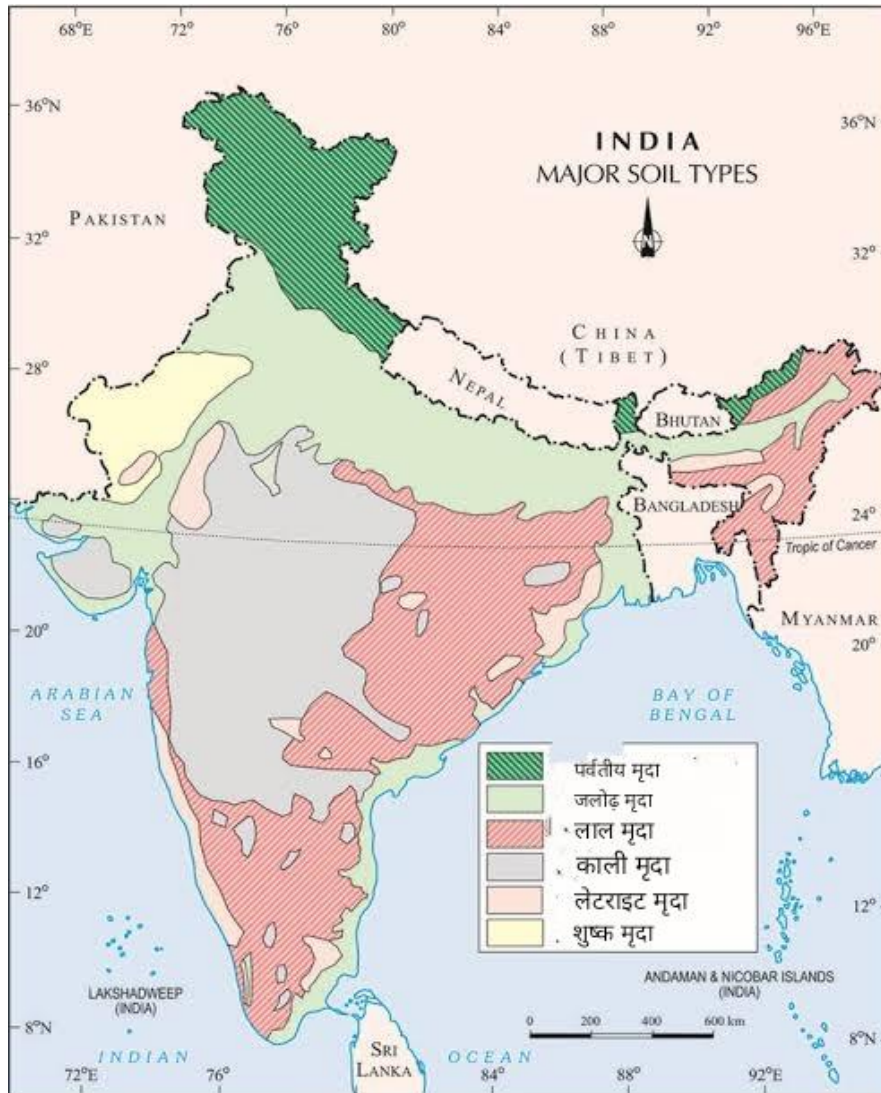 68°E 72° 76° 80° 84° 88° 92° 96°E
36°N
36°N
INDIA
MAJOR SOIL TYPES
N
PAKISTAN
32°
32°
CHINA
(TIBET)
28°
28°
NEPAL
BHUTAN
BANGLADESH
24°
24°
Tropic of Cancer
MYANMAR
20°
20°
ARABIAN
SEA
BAY OF
BENGAL
16°
16°
पर्वतीय मृदा
जलोढ़ मृदा
लाल मृदा
काली मृदा
लेटराइट मृदा
शुष्क मृदा
12°
12°
LAKSHADWEEP
(INDIA)
ANDAMAN & NICOBAR ISLANDS
(INDIA)
0 200 400 600 km
8°N
8°N
INDIAN
SRI
LANKA
OCEAN
72°E 76° 84° 88° 92°E